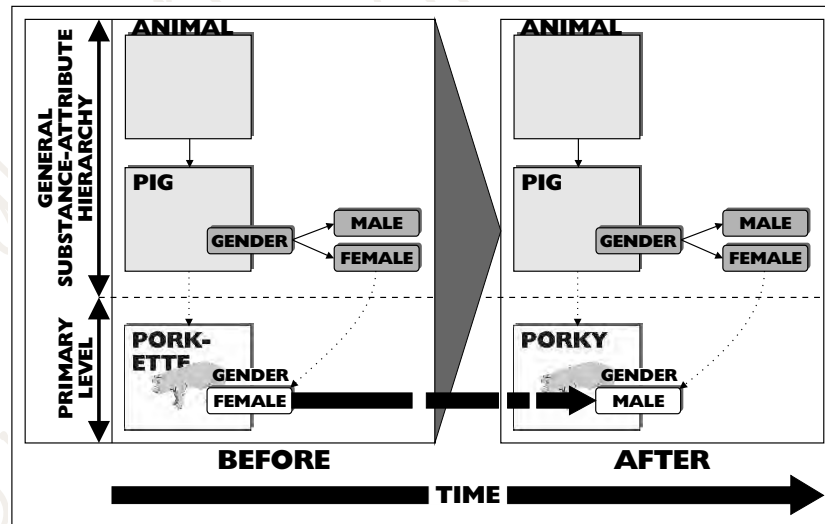 GENERAL
SUBSTANCE-ATTRIBUTE
HIERARCHY
PRIMARY
LEVEL
ANIMAL
PIG
GENDER
MALE
FEMALE
PORK-
ETTE
GENDER
FEMALE
BEFORE
ANIMAL
PIG
GENDER
MALE
FEMALE
PORKY
GENDER
MALE
AFTER
TIME